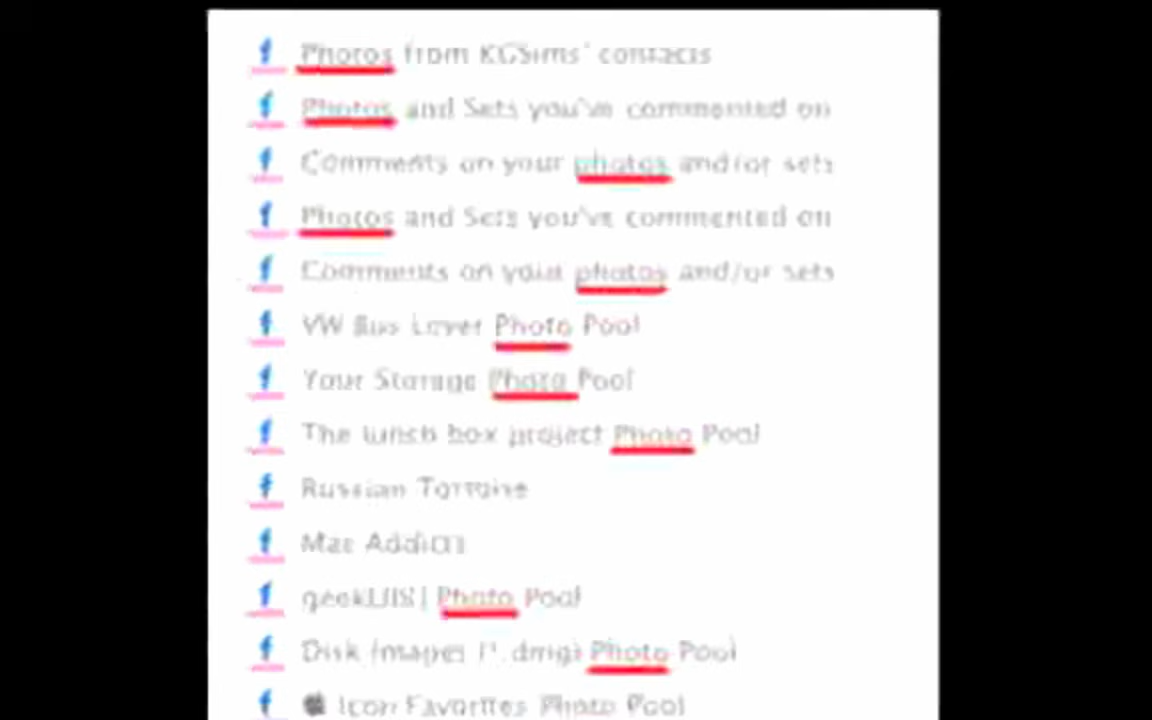 f Photos from KGSims' contacts
f Photos and Sets you've commented on
f Comments on your photos and/or sets
f Photos and Sets you've commented on
f Comments on your photos and/or sets
f VW Bus Lover Photo Pool
f Your Storage Photo Pool
f The lunch box project Photo Pool
f Russian Tortoise
f Mac Addicts
f Photo Pool
f Disk Images (*.dmg) Photo Pool
f Icon Favorites Photo Pool